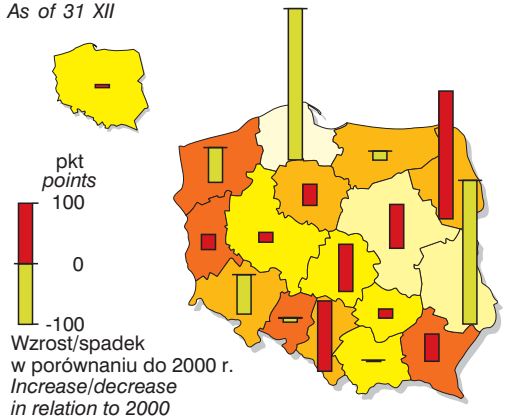 As of 31 XII
pkt
points
100
0
-100
Wzrost/spadek
w porównaniu do 2000 r.
Increase/decrease
in relation to 2000